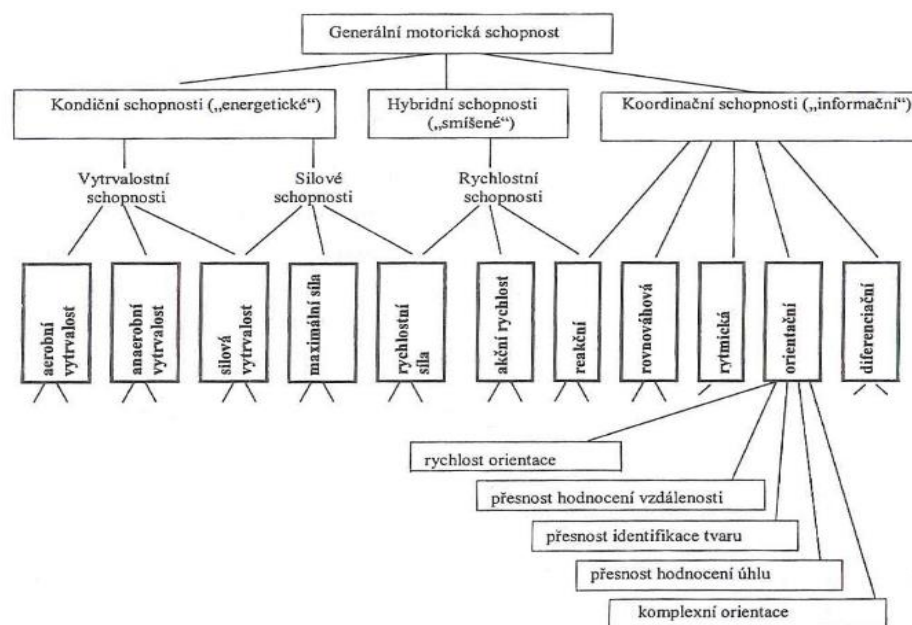 Generální motorická schopnost
Kondiční schopnosti („energetické“)
Hybridní schopnosti
(„smíšené“)
Koordinační schopnosti („informační“)
Vytrvalostní
schopnosti
Silové
schopnosti
Rychlostní
schopnosti
aerobní
vytrvalost
anaerobní
vytrvalost
silová
vytrvalost
maximální síla
rychlostní
síla
akční rychlost
reakční
rovnováhová
rytmická
orientační
diferenciační
rychlost orientace
přesnost hodnocení vzdálenosti
přesnost identifikace tvaru
přesnost hodnocení úhlu
komplexní orientace